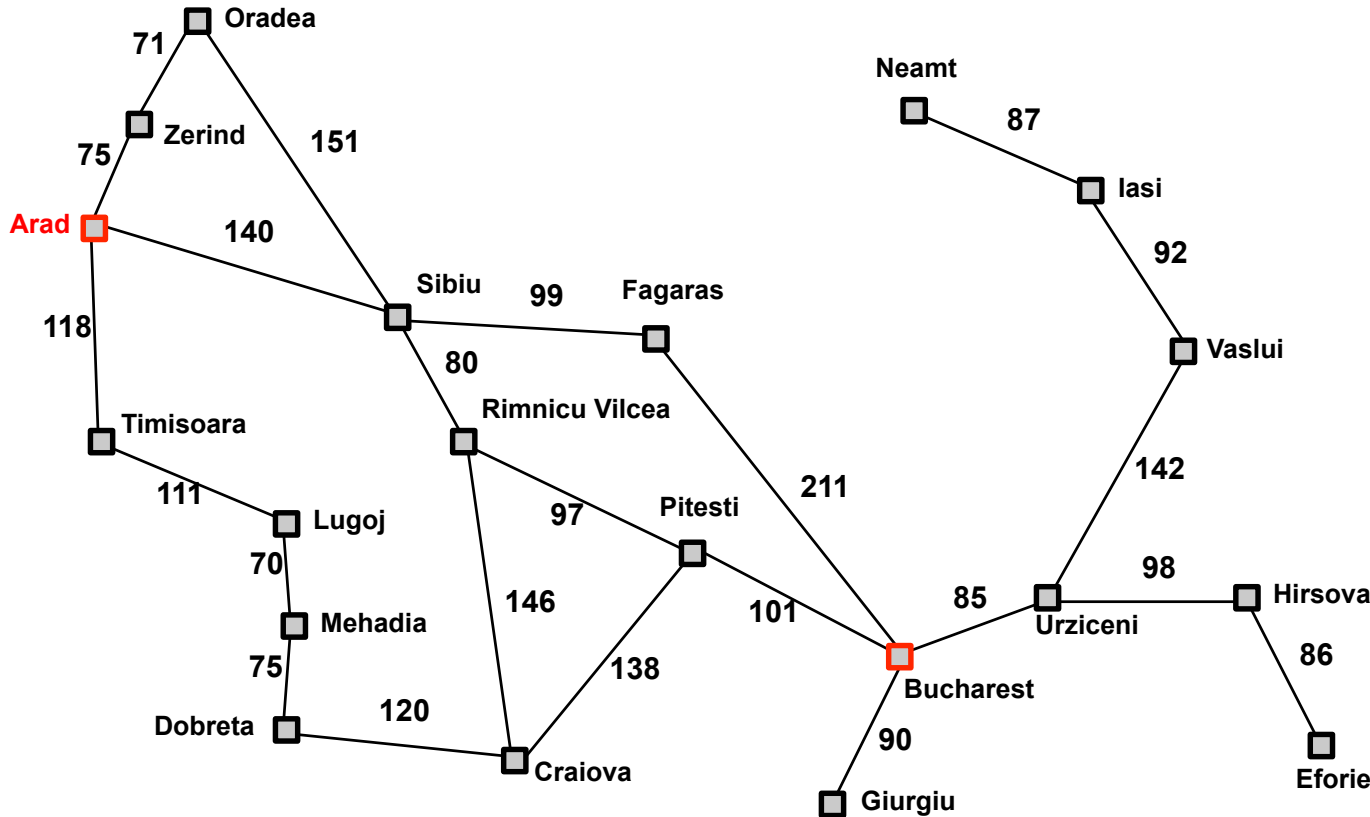 Oradea
71
Neamt
87
Zerind
151
75
Iasi
Arad
140
92
Sibiu
99
Fagaras
118
80
Vaslui
Timisoara
Rimnicu Vilcea
142
111
211
Lugoj
97
Pitesti
70
98
146
101
85
Hirsova
Mehadia
Urziceni
75
138
86
Bucharest
Dobreta
120
90
Craiova
Eforie
Giurgiu